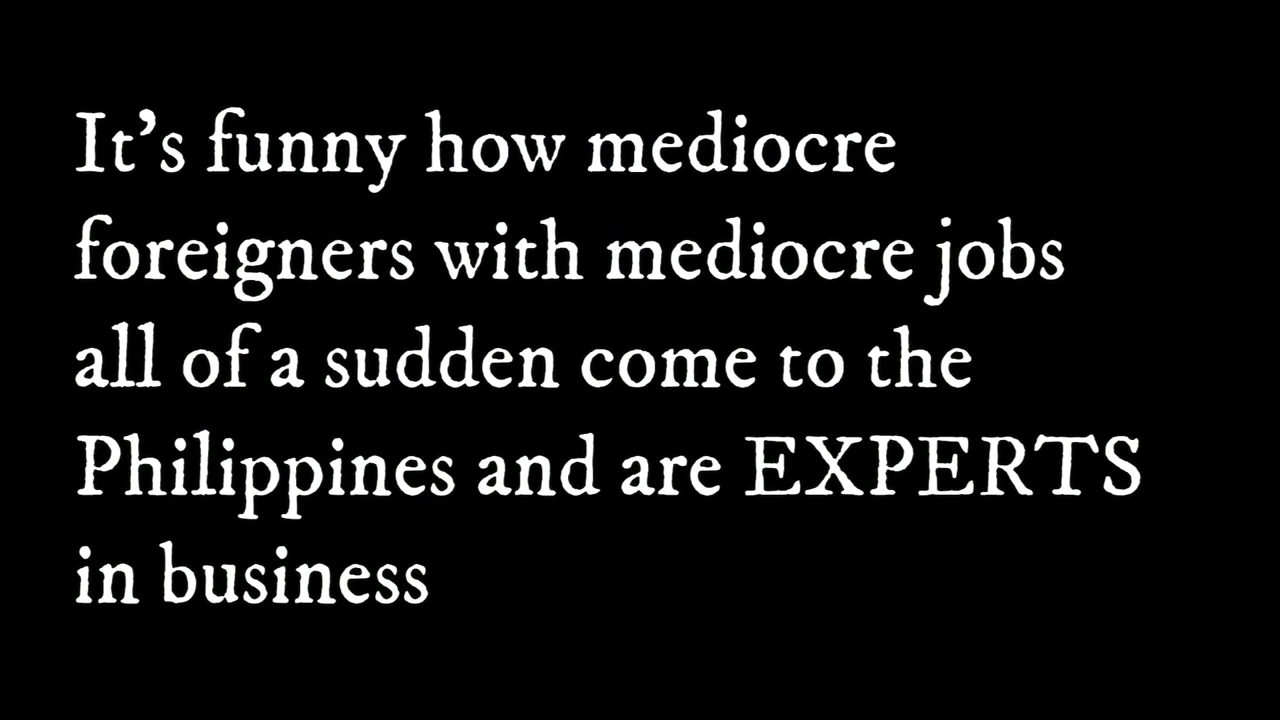 It’s funny how mediocre
foreigners with mediocre jobs
all of a sudden come to the
Philippines and are EXPERTS
in business